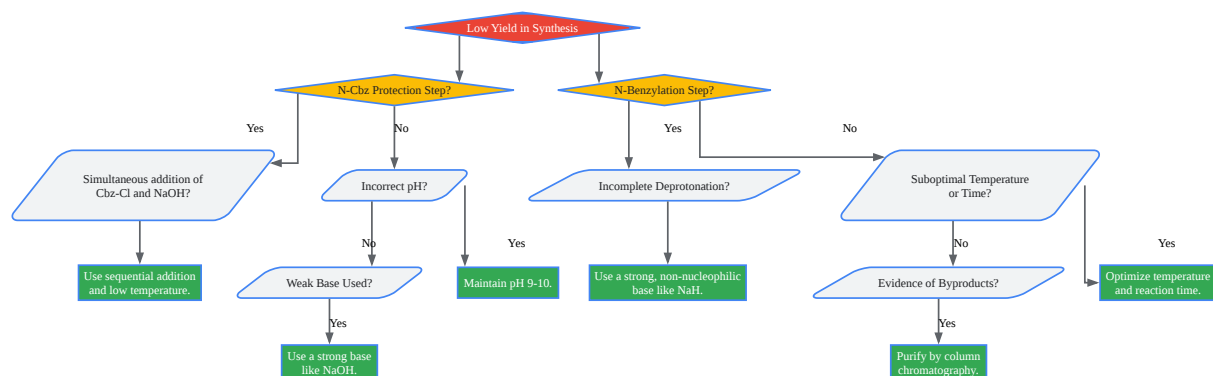 Low Yield in Synthesis
N-Cbz Protection Step?
N-Benzylation Step?
Yes
No
Yes
No
Simultaneous addition of
Cbz-Cl and NaOH?
Incorrect pH?
Incomplete Deprotonation?
Suboptimal Temperature
or Time?
No
Yes
No
Yes
Use sequential addition
and low temperature.
Weak Base Used?
Maintain pH 9-10.
Use a strong, non-nucleophilic
base like NaH.
Evidence of Byproducts?
Optimize temperature
and reaction time.
Yes
Yes
Use a strong base
like NaOH.
Purify by column
chromatography.